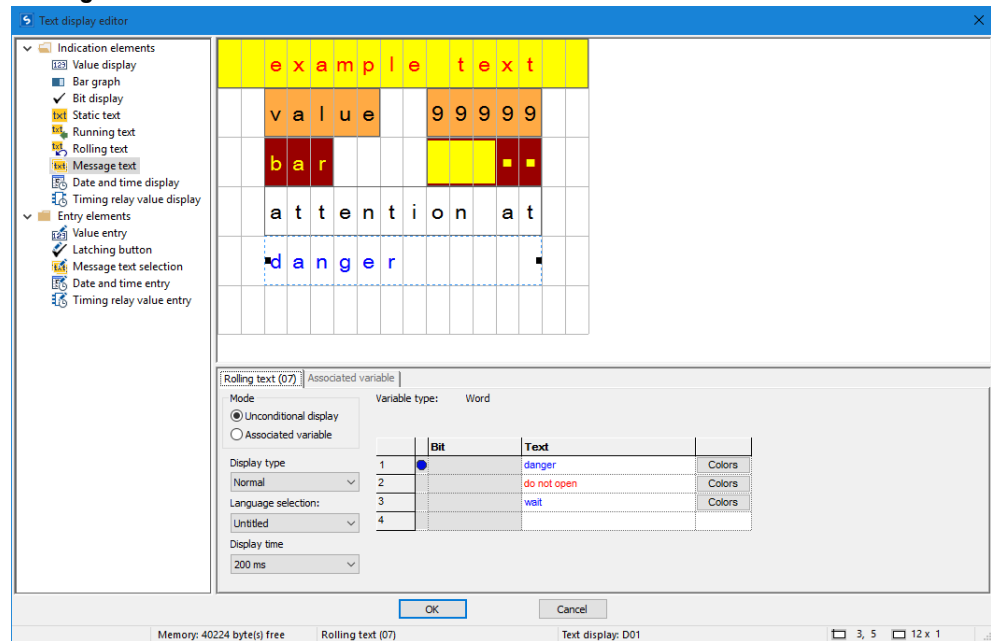 Text display editor
Indication elements
Value display
Bar graph
Bit display
Static text
Running text
Rolling text
Message text
Date and time display
Timing relay value display
Entry elements
Value entry
Latching button
Message text selection
Date and time entry
Timing relay value entry
example text
value 99999
bar
attention at
danger
Rolling text (07) Associated variable
Mode
Unconditional display
Associated variable
Variable type: Word
Bit Text
1 danger Colors
2 do not open Colors
3 wait Colors
4
Display type
Normal
Language selection:
Untitled
Display time
200 ms
OK Cancel
Memory: 40224 byte(s) free Rolling text (07) Text display: D01 3, 5 12 x 1